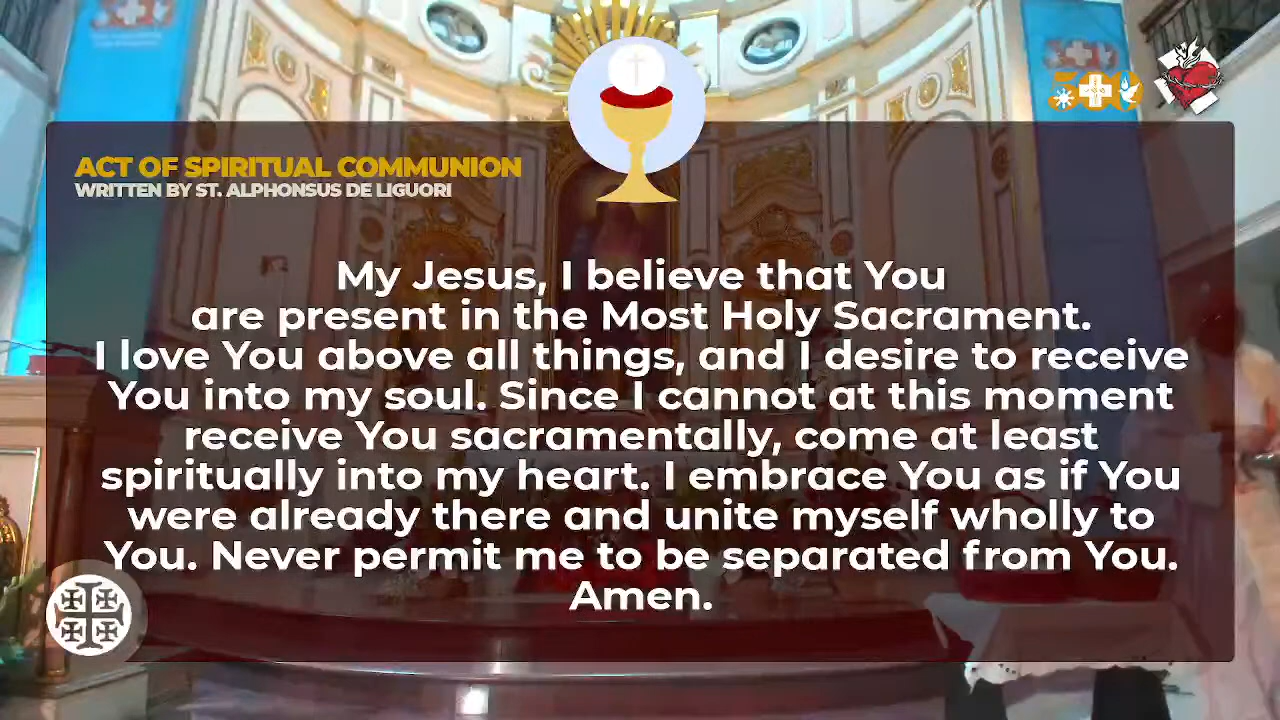 500
ACT OF SPIRITUAL COMMUNION
WRITTEN BY ST. ALPHONSUS DE LIGUORI
My Jesus, I believe that You
are present in the Most Holy Sacrament.
I love You above all things, and I desire to receive
You into my soul. Since I cannot at this moment
receive You sacramentally, come at least
spiritually into my heart. I embrace You as if You
were already there and unite myself wholly to
You. Never permit me to be separated from You.
Amen.